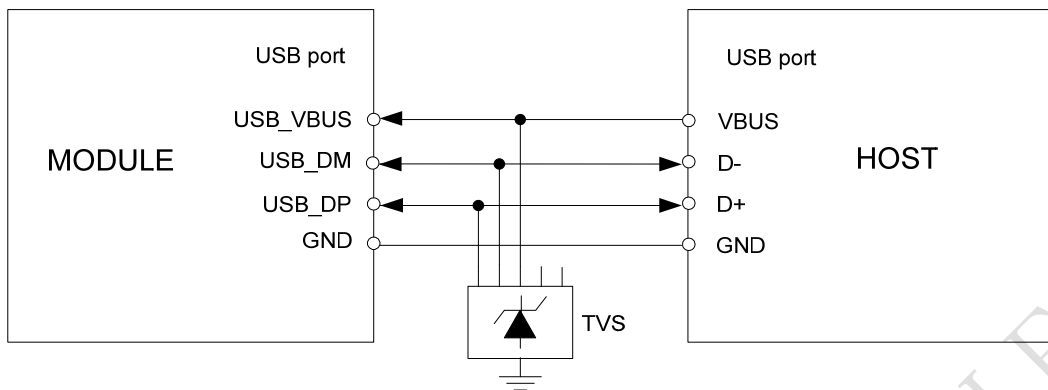 USB port
USB port
USB_VBUS
VBUS
MODULE
USB_DM
D-
HOST
USB_DP
D+
GND
GND
TVS